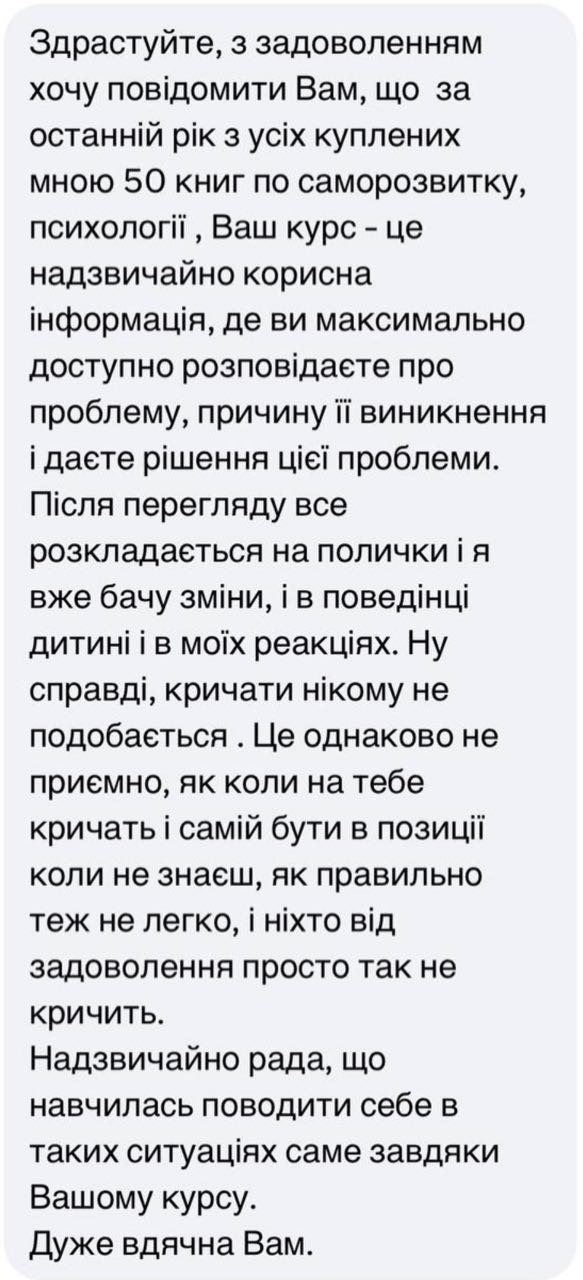 Здрастуйте, з задоволенням
хочу повідомити Вам, що  за
останній рік з усіх куплених
мною 50 книг по саморозвитку,
психології , Ваш курс - це
надзвичайно корисна
інформація, де ви максимально
доступно розповідаєте про
проблему, причину її виникнення
і даєте рішення цієї проблеми.
Після перегляду все
розкладається на полички і я
вже бачу зміни, і в поведінці
дитині і в моїх реакціях. Ну
справді, кричати нікому не
подобається . Це однаково не
приємно, як коли на тебе
кричать і самій бути в позиції
коли не знаєш, як правильно
теж не легко, і ніхто від
задоволення просто так не
кричить.
Надзвичайно рада, що
навчилась поводити себе в
таких ситуаціях саме завдяки
Вашому курсу.
Дуже вдячна Вам.